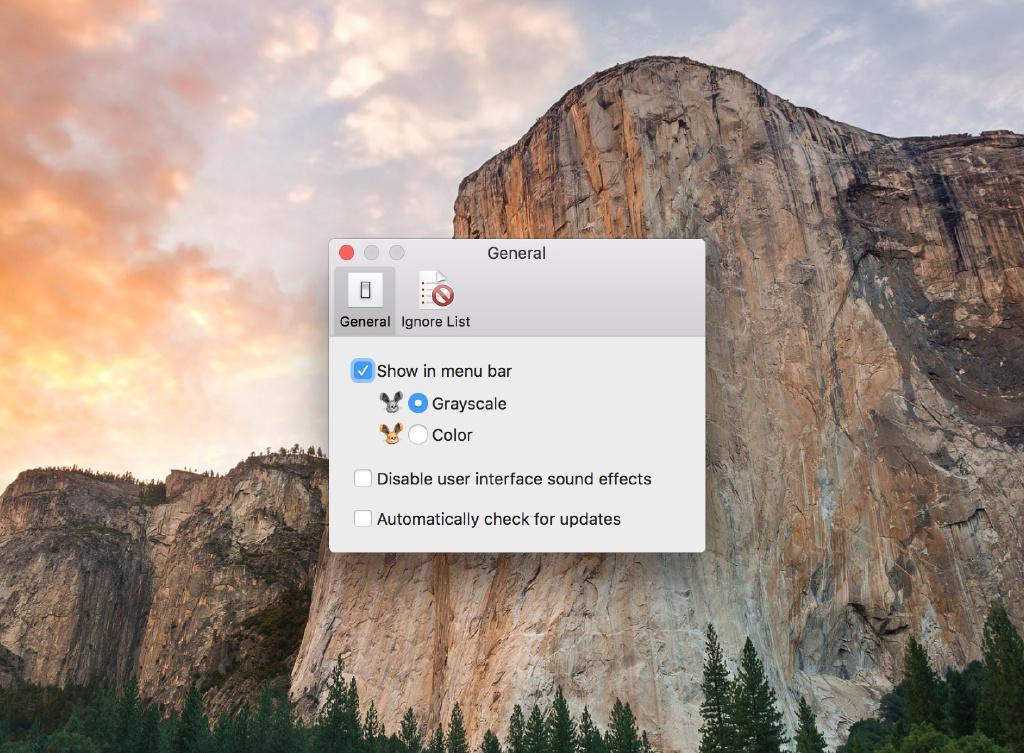 General
General Ignore List
Show in menu bar
Grayscale
Color
Disable user interface sound effects
Automatically check for updates